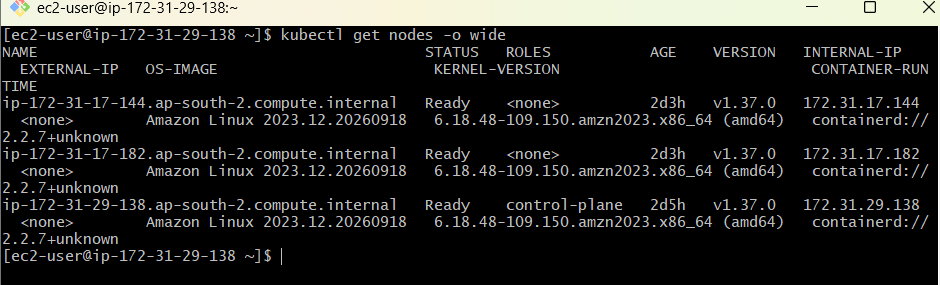 ec2-user@ip-172-31-29-138:~
[ec2-user@ip-172-31-29-138 ~]$ kubectl get nodes -o wide
NAME                                          STATUS   ROLES           AGE    VERSION   INTERNAL-IP
  EXTERNAL-IP   OS-IMAGE                       KERNEL-VERSION                            CONTAINER-RUN
TIME
ip-172-31-17-144.ap-south-2.compute.internal   Ready    <none>          2d3h   v1.37.0   172.31.17.144
  <none>        Amazon Linux 2023.12.20260918   6.18.48-109.150.amzn2023.x86_64 (amd64)   containerd://
2.2.7+unknown
ip-172-31-17-182.ap-south-2.compute.internal   Ready    <none>          2d3h   v1.37.0   172.31.17.182
  <none>        Amazon Linux 2023.12.20260918   6.18.48-109.150.amzn2023.x86_64 (amd64)   containerd://
2.2.7+unknown
ip-172-31-29-138.ap-south-2.compute.internal   Ready    control-plane   2d5h   v1.37.0   172.31.29.138
  <none>        Amazon Linux 2023.12.20260918   6.18.48-109.150.amzn2023.x86_64 (amd64)   containerd://
2.2.7+unknown
[ec2-user@ip-172-31-29-138 ~]$